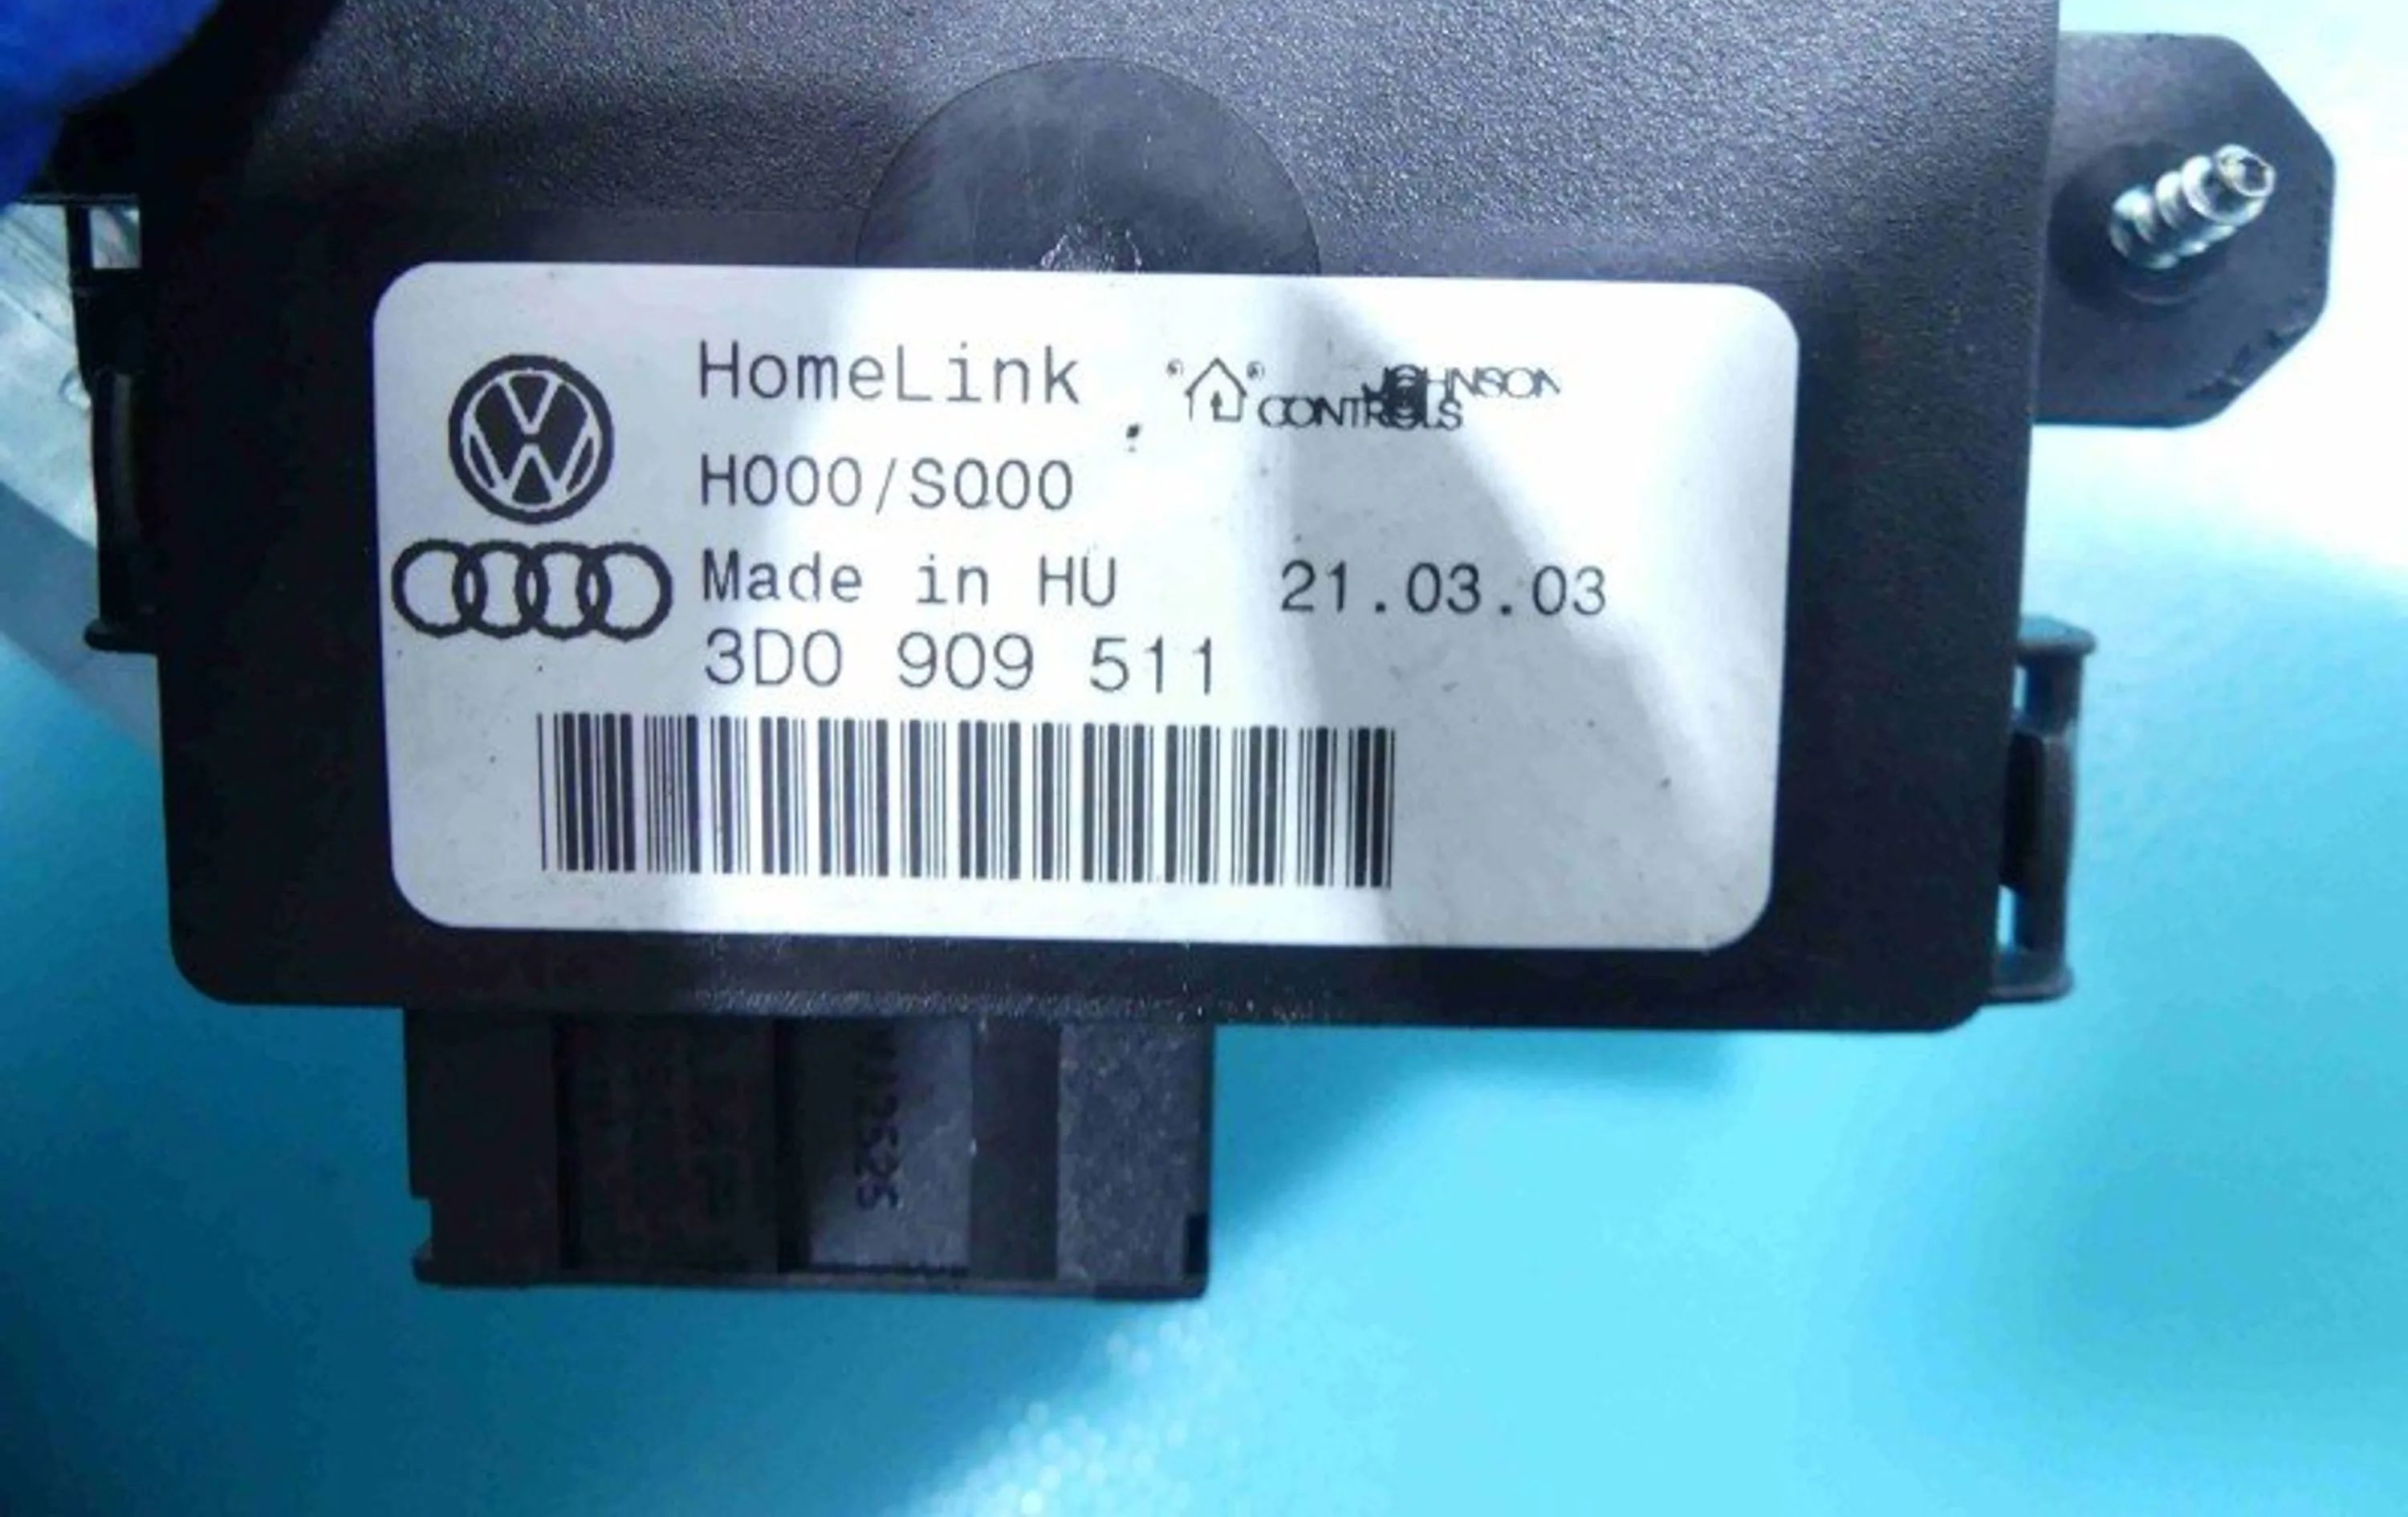 HomeLink
JOHNSON
CONTROLS
H000/S000
Made in HU 21.03.03
3D0 909 511